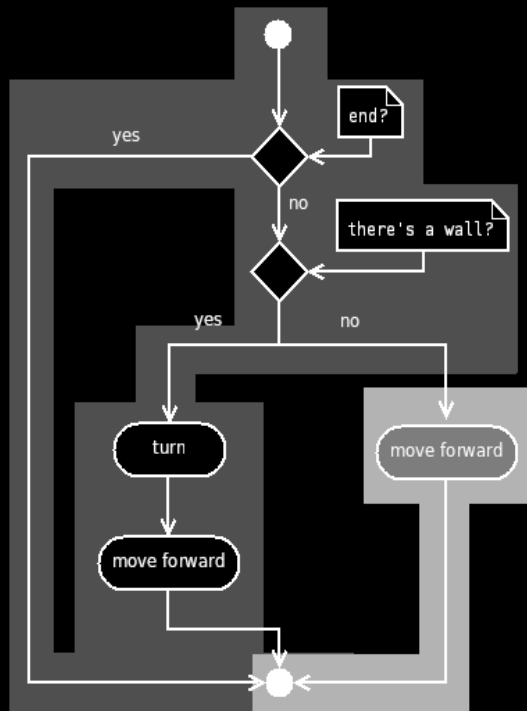 end?
yes
no
there's a wall?
yes
no
turn
move forward
move forward